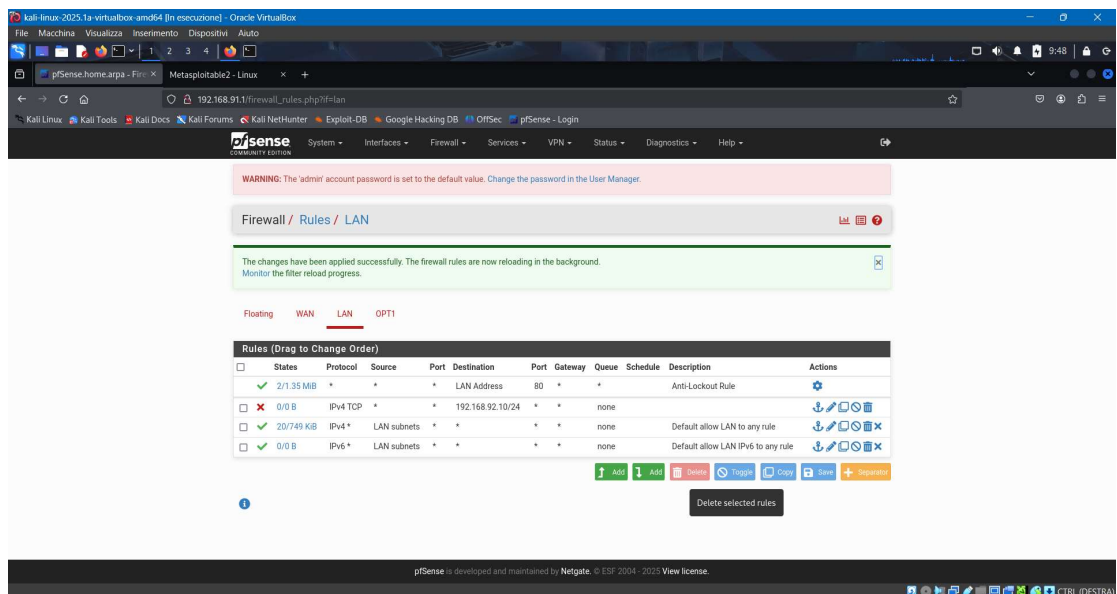 kali-linux-2025.1a-virtualbox-amd64 [In esecuzione] - Oracle VirtualBox
File Macchina Visualizza Inserimento Dispositivi Aiuto
1 2 3 4 9:48
pfSense.home.arpa - Fire × Metasploitable2 - Linux × +
192.168.91.1/firewall_rules.php?if=lan
Kali Linux Kali Tools Kali Docs Kali Forums Kali NetHunter Exploit-DB Google Hacking DB OffSec pfSense - Login
pfsense System Interfaces Firewall Services VPN Status Diagnostics Help
COMMUNITY EDITION
WARNING: The 'admin' account password is set to the default value. Change the password in the User Manager.
Firewall / Rules / LAN
The changes have been applied successfully. The firewall rules are now reloading in the background.
Monitor the filter reload progress.
Floating WAN LAN OPT1
Rules (Drag to Change Order)
States Protocol Source Port Destination Port Gateway Queue Schedule Description Actions
2/1.35 MiB * * * LAN Address 80 * * Anti-Lockout Rule
0/0 B IPv4 TCP * * 192.168.92.10/24 * * none
20/749 KiB IPv4 * LAN subnets * * * * none Default allow LAN to any rule
0/0 B IPv6 * LAN subnets * * * * none Default allow LAN IPv6 to any rule
Add Add Delete Toggle Copy Save Separator
Delete selected rules
pfSense is developed and maintained by Netgate. © ESF 2004 - 2025 View license.
CTRL (DESTRA)